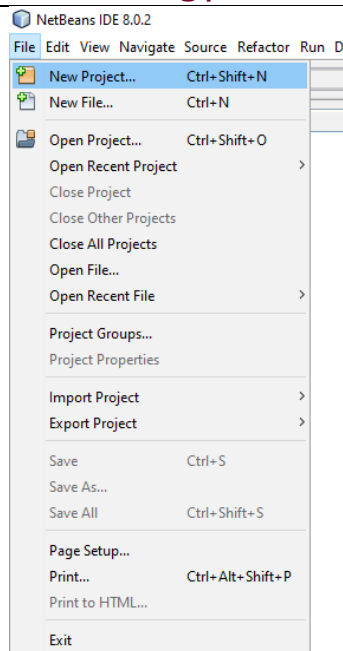 NetBeans IDE 8.0.2
File Edit View Navigate Source Refactor Run D
New Project... Ctrl+Shift+N
New File... Ctrl+N
Open Project... Ctrl+Shift+O
Open Recent Project
Close Project
Close Other Projects
Close All Projects
Open File...
Open Recent File
Project Groups...
Project Properties
Import Project
Export Project
Save Ctrl+S
Save As...
Save All Ctrl+Shift+S
Page Setup...
Print... Ctrl+Alt+Shift+P
Print to HTML...
Exit